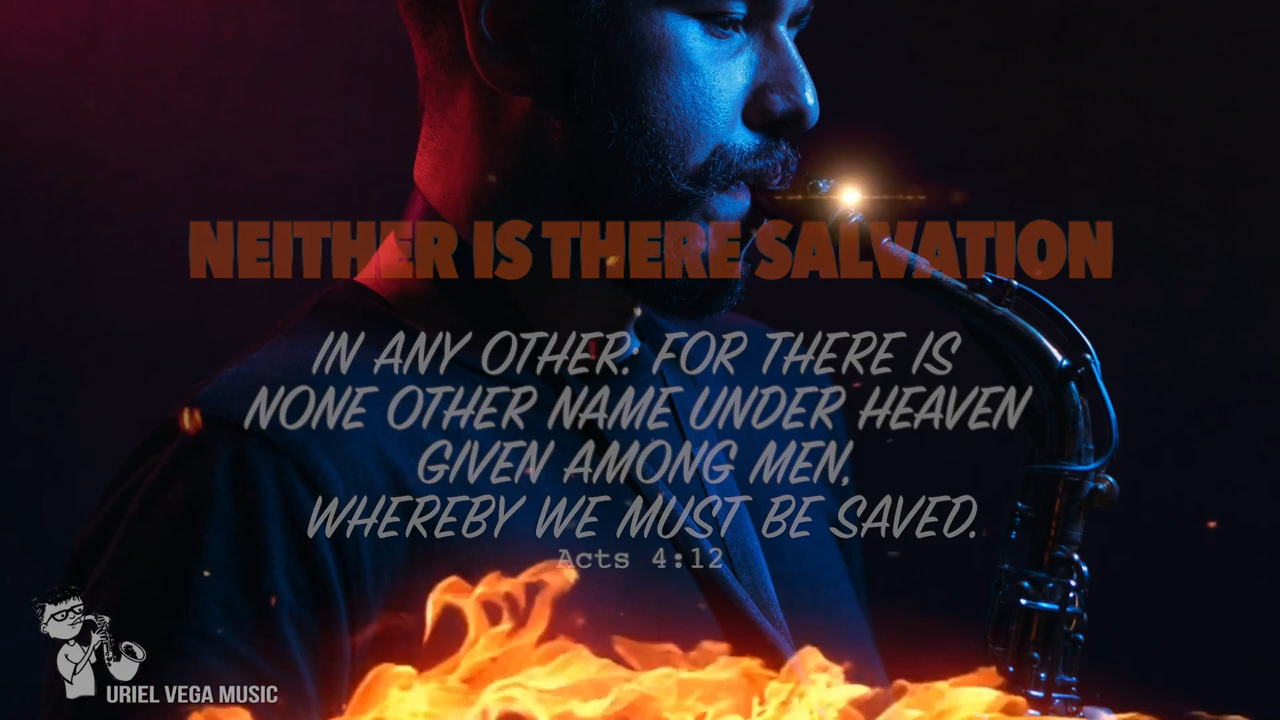 NEITHER IS THERE SALVATION
IN ANY OTHER: FOR THERE IS
NONE OTHER NAME UNDER HEAVEN
GIVEN AMONG MEN,
WHEREBY WE MUST BE SAVED.
Acts 4:12
URIEL VEGA MUSIC